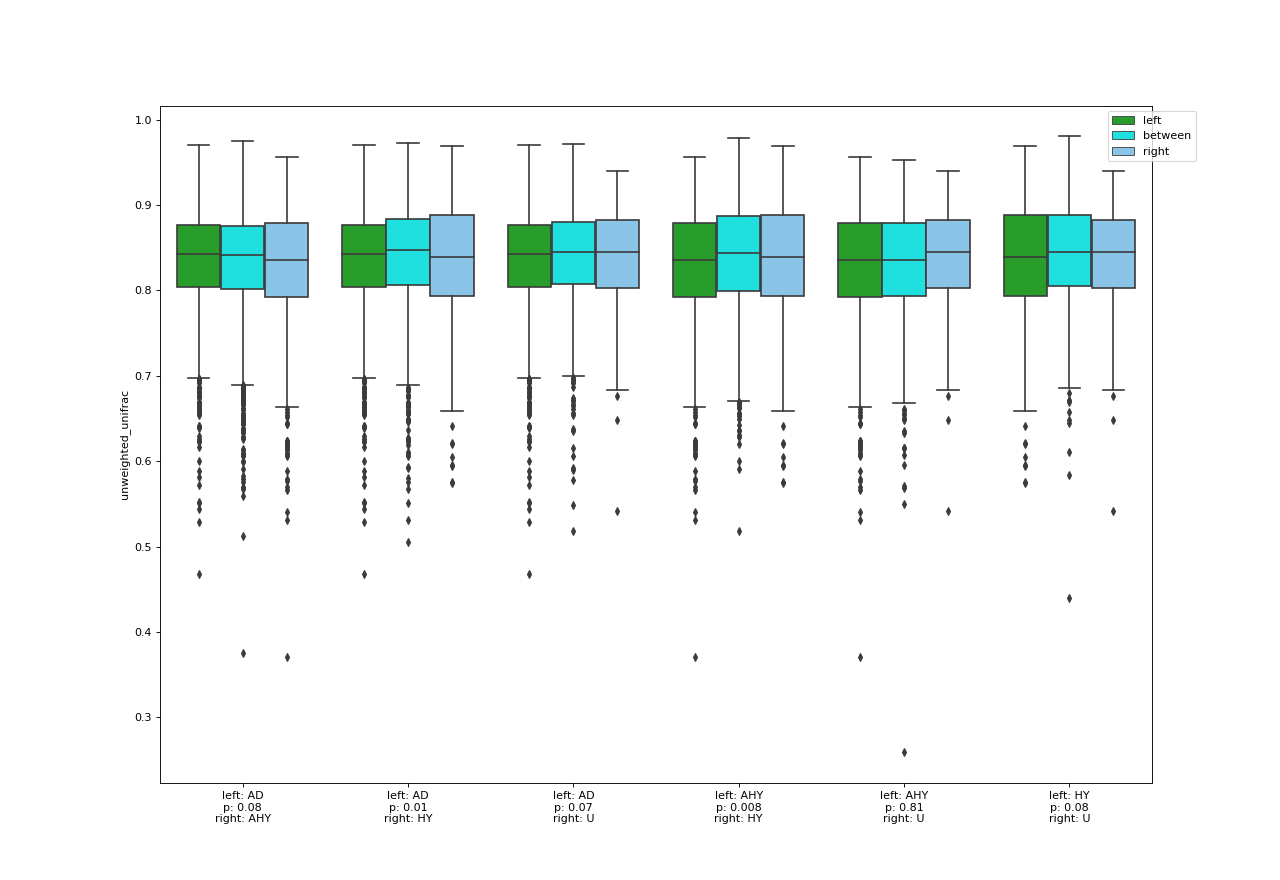 1.0
0.9
0.8
0.7
0.6
0.5
0.4
0.3
unweighted_unifrac
left
between
right
left: AD
p: 0.08
right: AHY
left: AD
p: 0.01
right: HY
left: AD
p: 0.07
right: U
left: AHY
p: 0.008
right: HY
left: AHY
p: 0.81
right: U
left: HY
p: 0.08
right: U